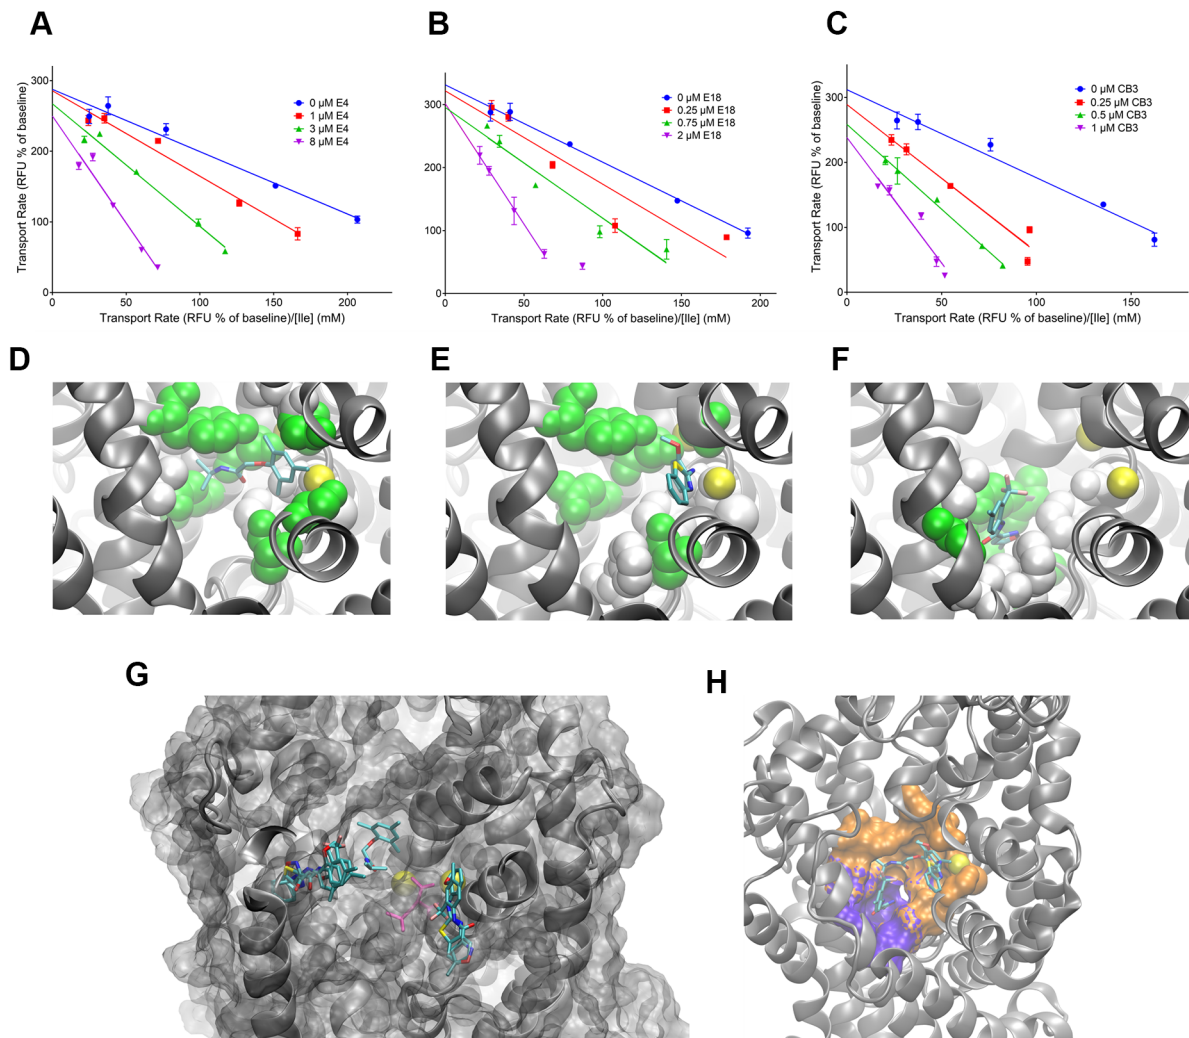 A
B
C
Transport Rate (RFU % of baseline)
300
200
100
0
0 µM E4
1 µM E4
3 µM E4
8 µM E4
0
50
100
150
200
Transport Rate (RFU % of baseline)/[Ile] (mM)
Transport Rate (RFU % of baseline)
300
200
100
0
0 µM E18
0.25 µM E18
0.75 µM E18
2 µM E18
0
50
100
150
200
Transport Rate (RFU % of baseline)/[Ile] (mM)
Transport Rate (RFU % of baseline)
300
200
100
0
0 µM CB3
0.25 µM CB3
0.5 µM CB3
1 µM CB3
0
50
100
150
Transport Rate (RFU % of baseline)/[Ile] (mM)
D
E
F
G
H